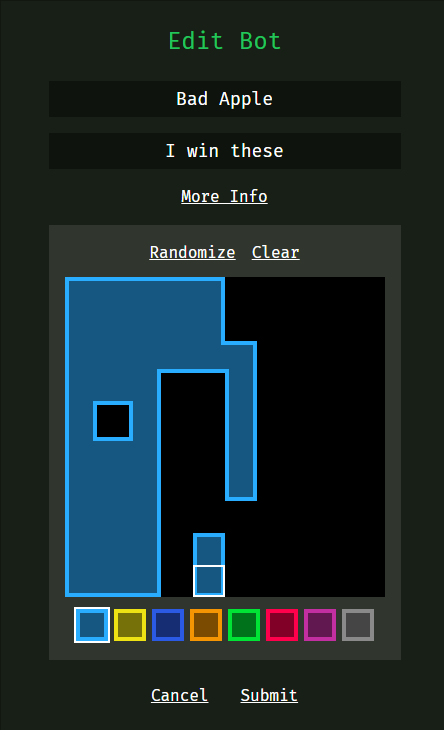 Edit Bot
Bad Apple
I win these
More Info
Randomize Clear
Cancel Submit